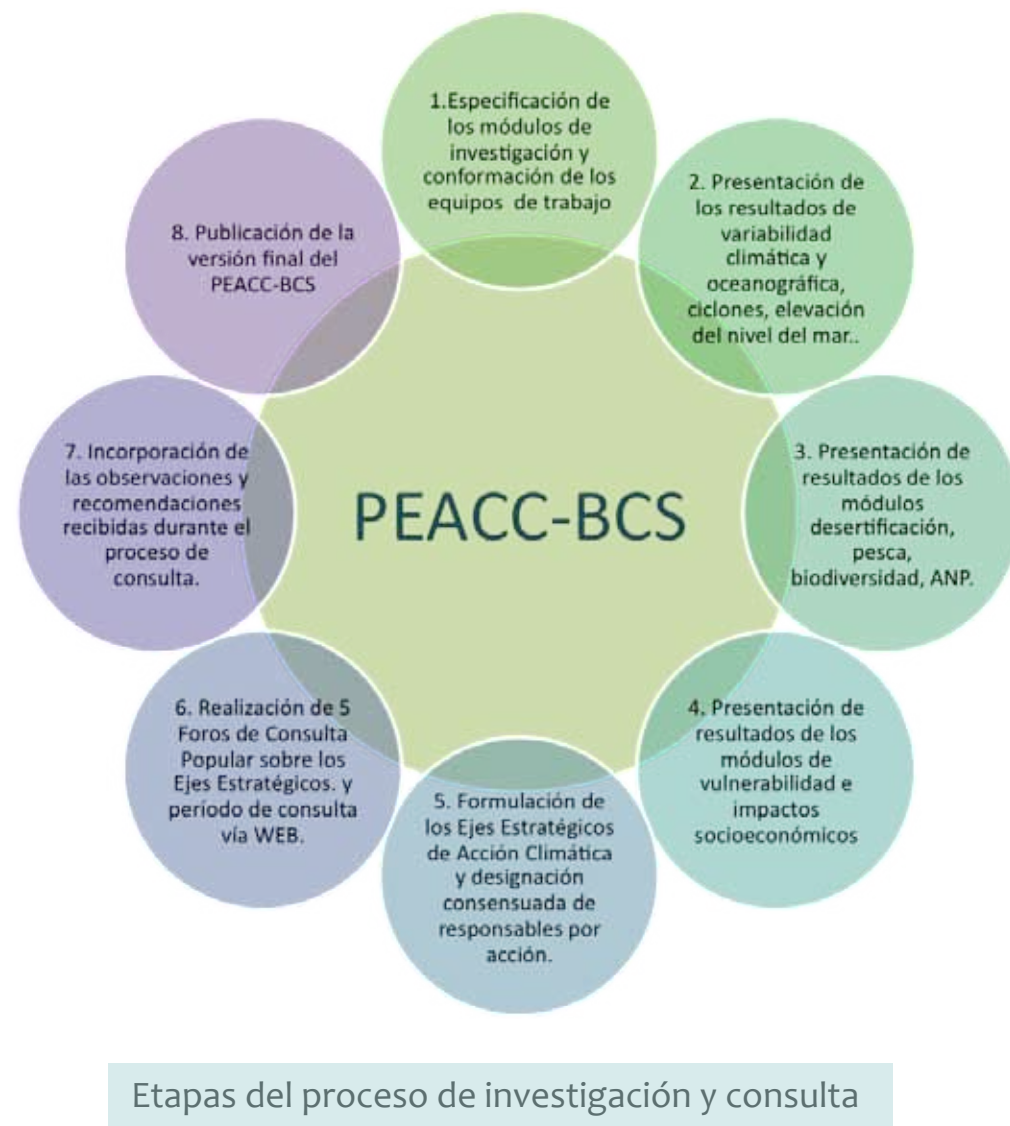 1.Especificación de
los módulos de
investigación y
conformación de los
equipos de trabajo
2. Presentación de
los resultados de
variabilidad
climática y
oceanográfica,
ciclones, elevación
del nivel del mar..
3. Presentación de
resultados de los
módulos
desertificación,
pesca,
biodiversidad, ANP.
4. Presentación de
resultados de los
módulos de
vulnerabilidad e
impactos
socioeconómicos
5. Formulación de
los Ejes Estratégicos
de Acción Climática
y designación
consensuada de
responsables por
acción.
6. Realización de 5
Foros de Consulta
Popular sobre los
Ejes Estratégicos. y
período de consulta
vía WEB.
7. Incorporación de
las observaciones y
recomendaciones
recibidas durante el
proceso de
consulta.
8. Publicación de la
versión final del
PEACC-BCS
PEACC-BCS
Etapas del proceso de investigación y consulta